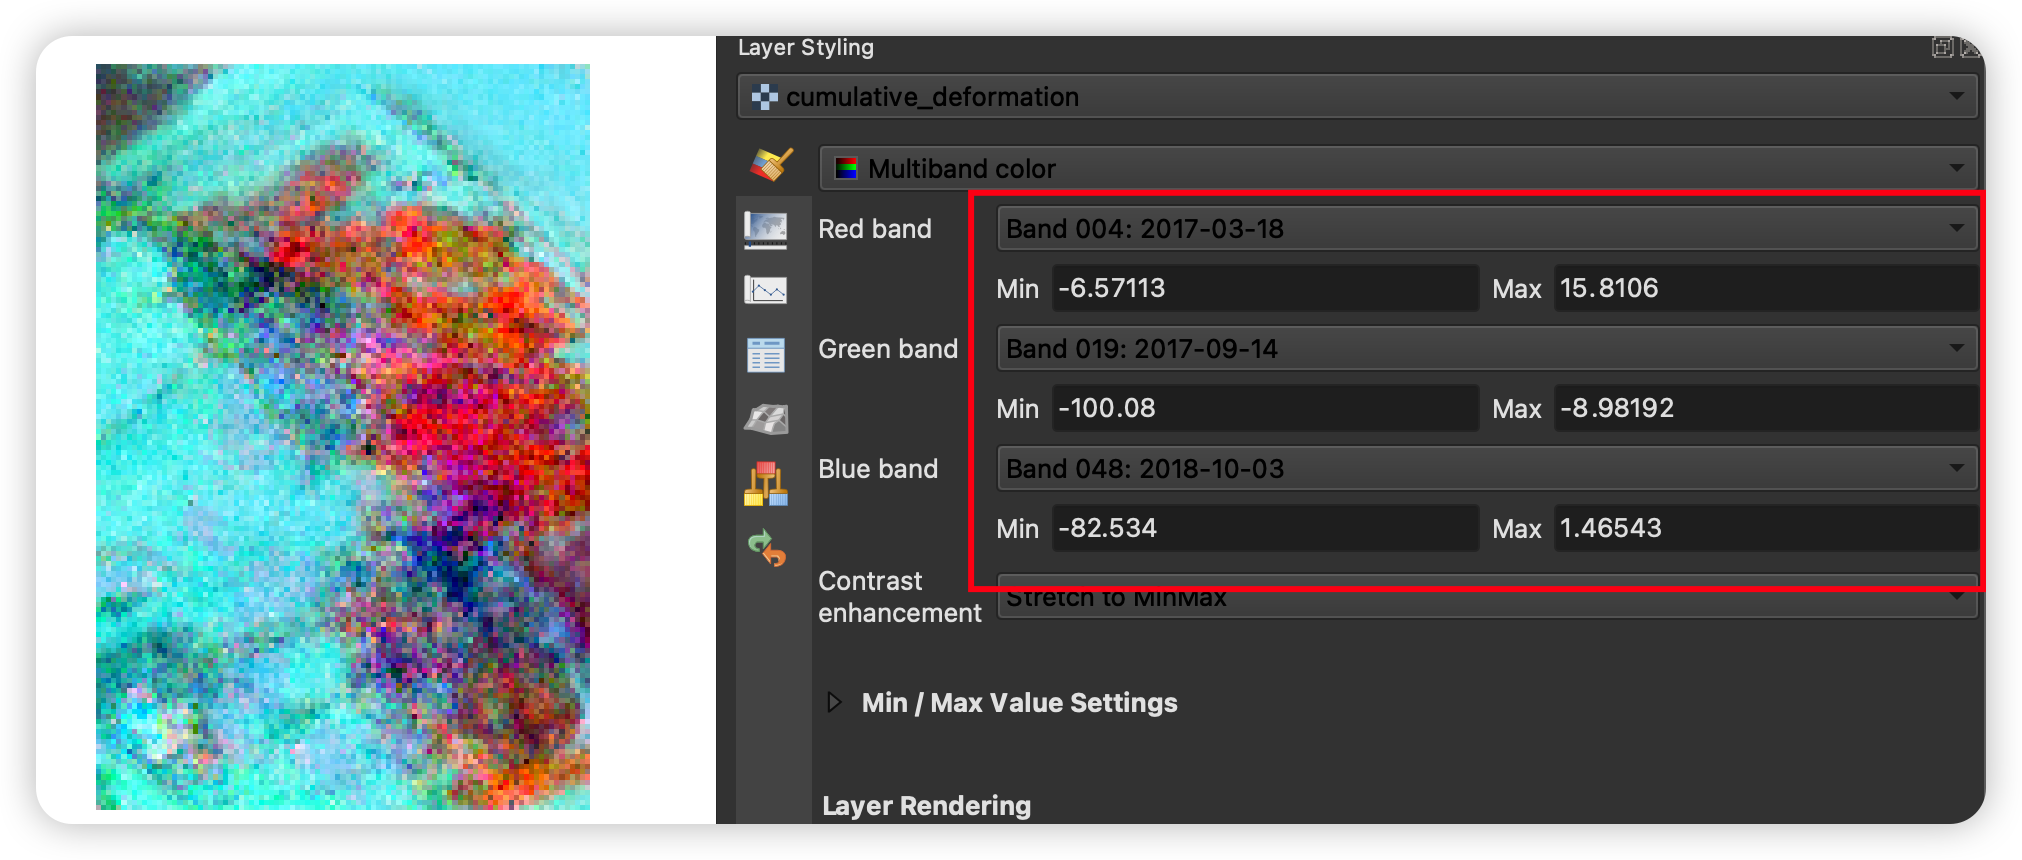 Layer Styling
cumulative_deformation
Multiband color
Red band Band 004: 2017-03-18
Min -6.57113 Max 15.8106
Green band Band 019: 2017-09-14
Min -100.08 Max -8.98192
Blue band Band 048: 2018-10-03
Min -82.534 Max 1.46543
Contrast
enhancement Stretch to MinMax
Min / Max Value Settings
Layer Rendering